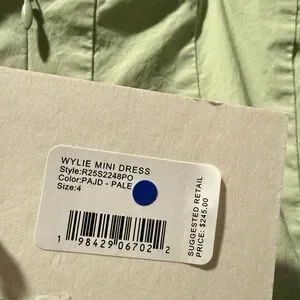 WYLIE MINI DRESS
Style:R25S2248PO
Color:PAJD - PALE
Size:4
1 98429 06702 2
SUGGESTED RETAIL
PRICE: $245.00